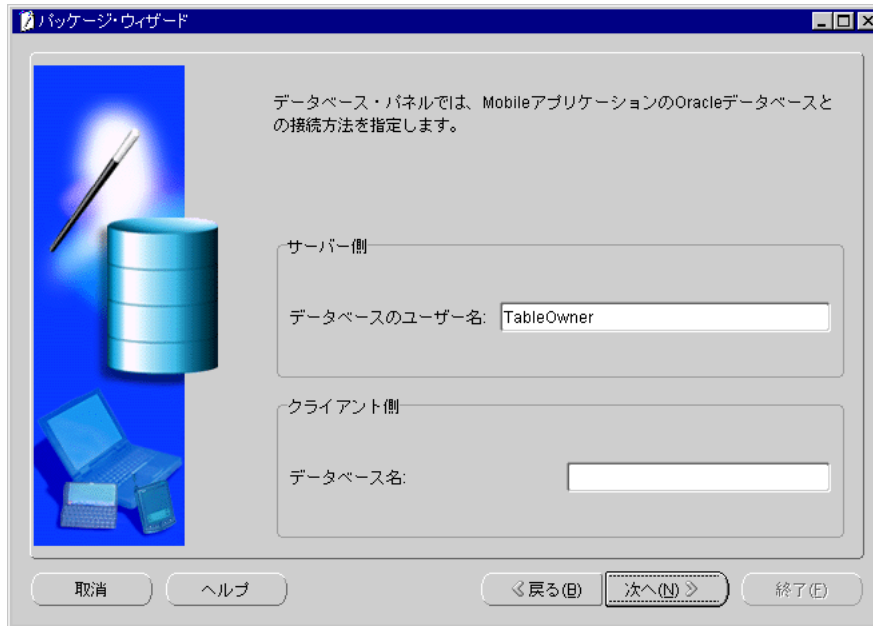 パッケージ・ウィザード
データベース・パネルでは、MobileアプリケーションのOracleデータベースと
の接続方法を指定します。
サーバー側
データベースのユーザー名: TableOwner
クライアント側
データベース名:
取消 ヘルプ 戻る(B) 次へ(N) 終了(F)